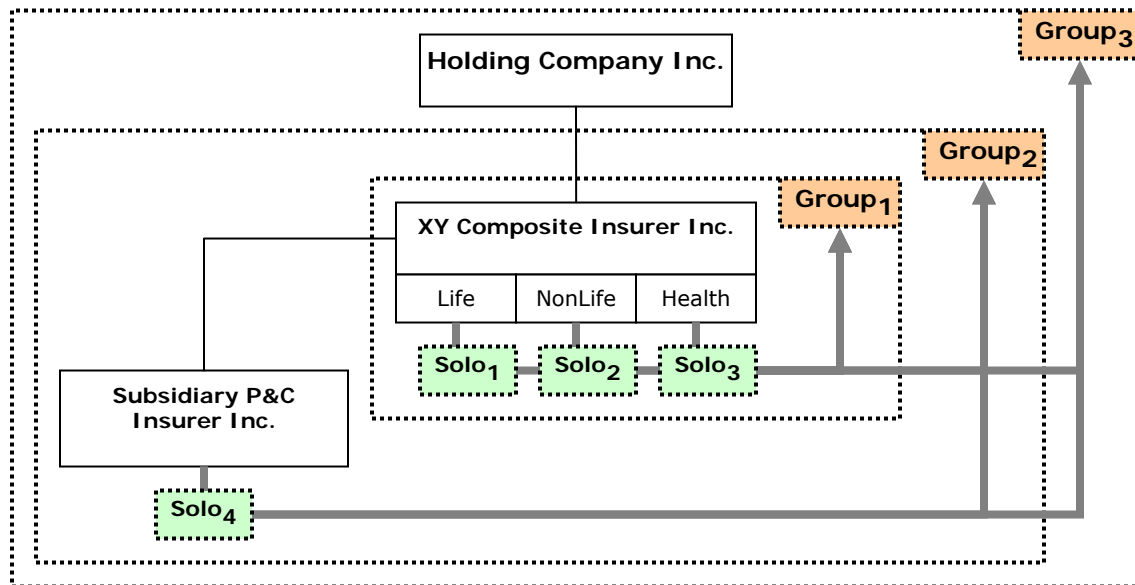 Group3
Holding Company Inc.
Group2
Group1
XY Composite Insurer Inc.
Life
NonLife
Health
Solo1
Solo2
Solo3
Subsidiary P&C
Insurer Inc.
Solo4